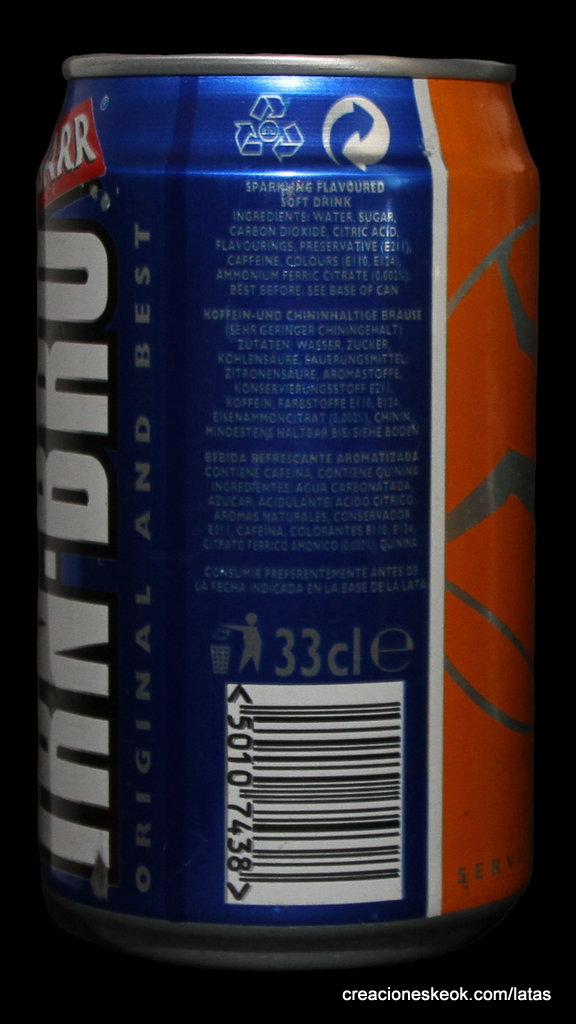 ARR
IRN-BRU
ORIGINAL AND BEST
SPARKLING FLAVOURED
SOFT DRINK
INGREDIENTS: WATER, SUGAR,
CARBON DIOXIDE, CITRIC ACID,
FLAVOURINGS, PRESERVATIVE (E211),
CAFFEINE, COLOURS (E110, E124),
AMMONIUM FERRIC CITRATE (0.002%).
BEST BEFORE: SEE BASE OF CAN
KOFFEIN-UND CHININHALTIGE BRAUSE
(SEHR GERINGER CHININGEHALT)
ZUTATEN: WASSER, ZUCKER,
KOHLENSÄURE, SÄUERUNGSMITTEL:
ZITRONENSÄURE, AROMASTOFFE,
KONSERVIERUNGSSTOFF E211,
KOFFEIN, FARBSTOFFE E110, E124,
EISENAMMONCITRAT (0.002%), CHININ.
MINDESTENS HALTBAR BIS: SIEHE BODEN
BEBIDA REFRESCANTE AROMATIZADA
CONTIENE CAFEINA, CONTIENE QUININA
INGREDIENTES: AGUA CARBONATADA,
AZUCAR, ACIDULANTE: ACIDO CITRICO,
AROMAS NATURALES, CONSERVADOR
E211, CAFEINA, COLORANTES E110, E124,
CITRATO FERRICO AMONICO (0.002%), QUININA
CONSUMIR PREFERENTEMENTE ANTES DE
LA FECHA INDICADA EN LA BASE DE LA LATA
33cl e
<5010 7438>
SERV
creacioneskeok.com/latas